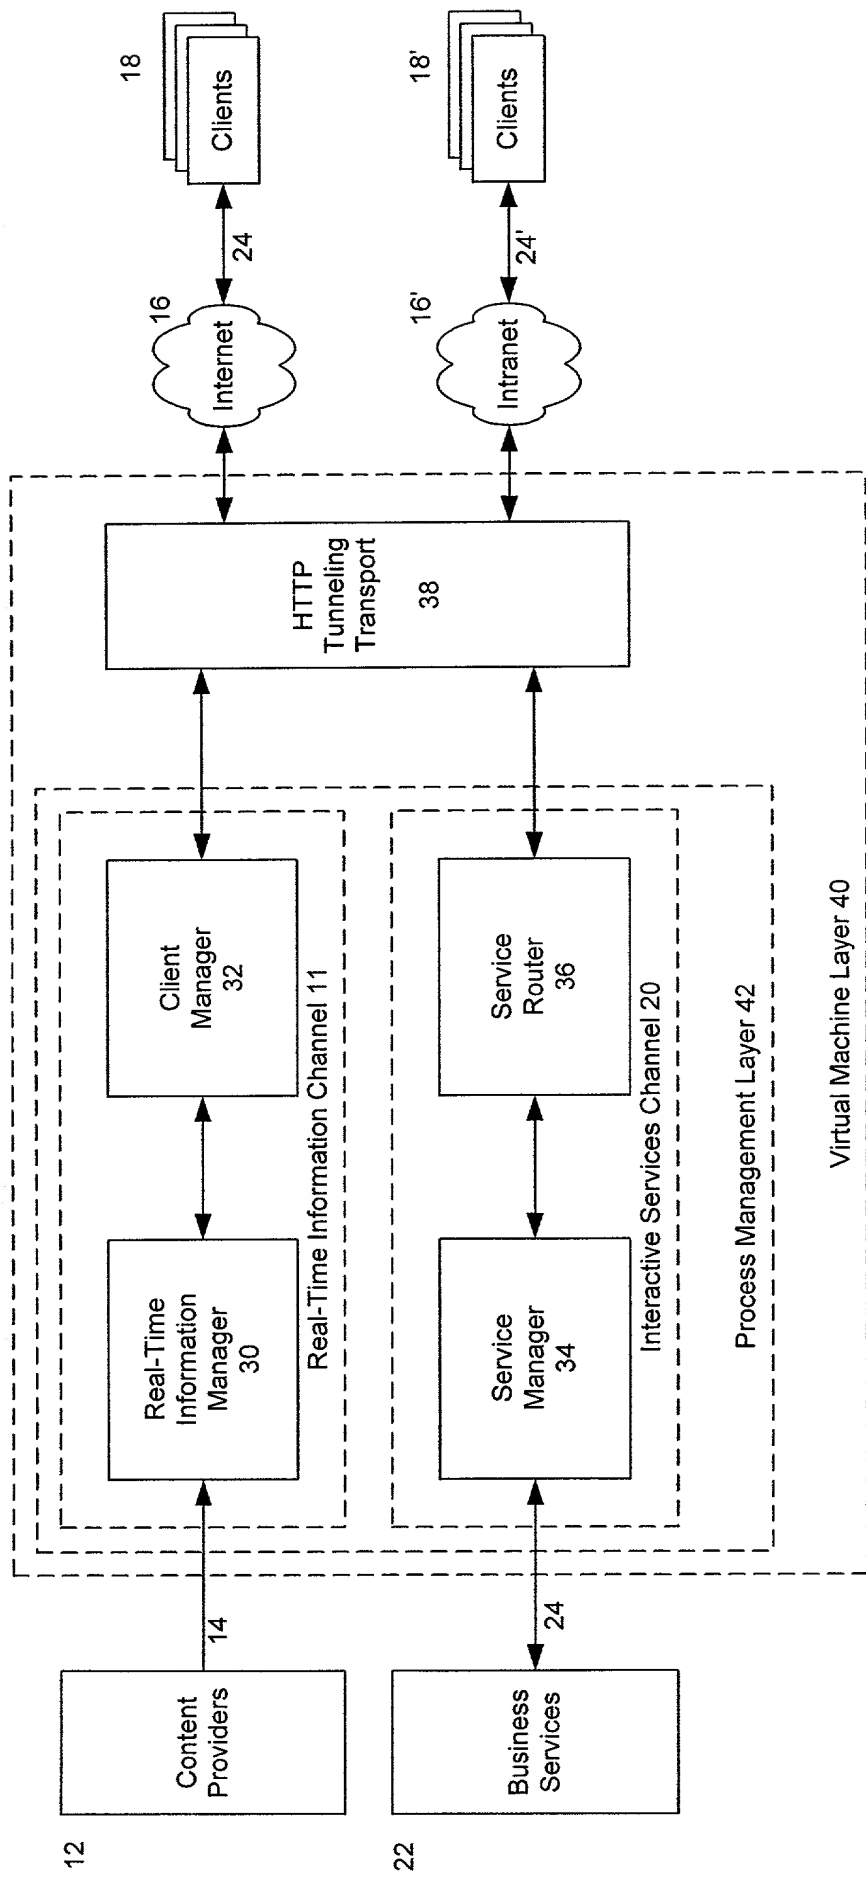 12
Content
Providers
14
Real-Time
Information
Manager
30
Client
Manager
32
Real-Time Information Channel 11
HTTP
Tunneling
Transport
38
Internet
16
24
Clients
18
22
Business
Services
24
Service
Manager
34
Service
Router
36
Interactive Services Channel 20
Intranet
16'
24'
Clients
18'
Process Management Layer 42
Virtual Machine Layer 40